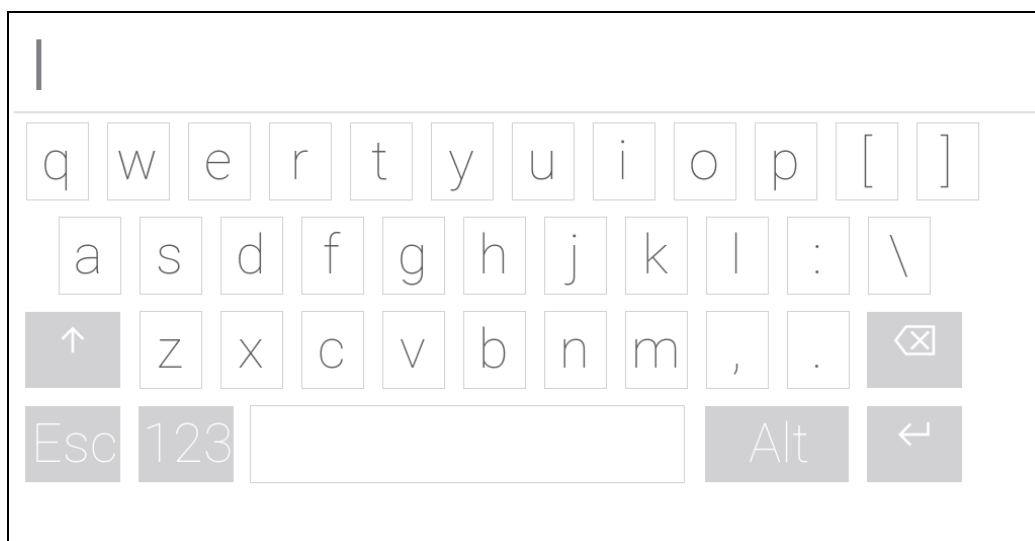 q w e r t y u i o p [ ]
a s d f g h j k l : \
↑ z x c v b n m , . ⌫
Esc 123 Alt ↵